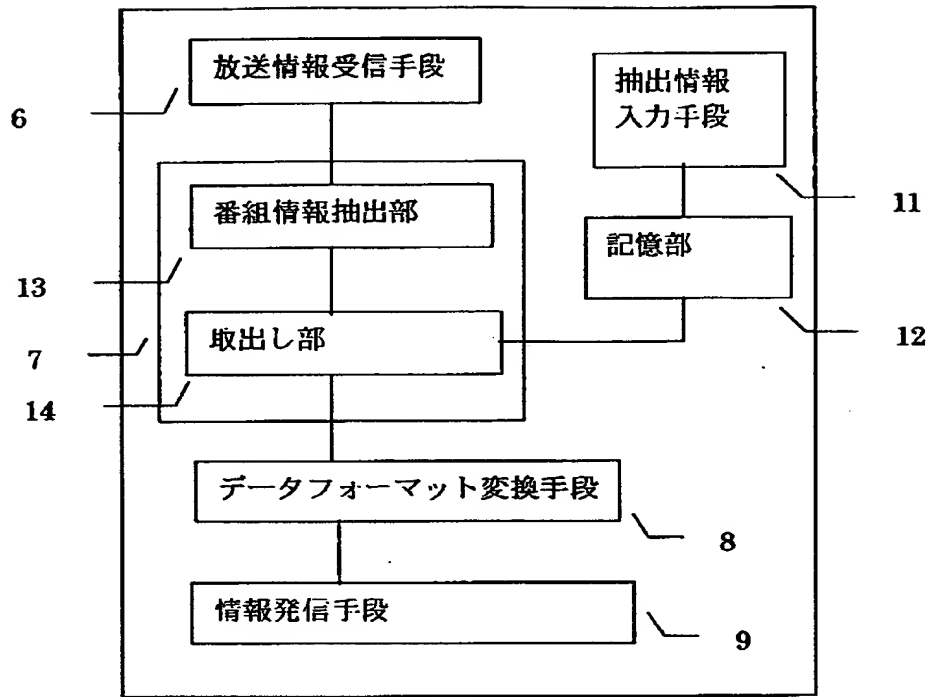 放送情報受信手段
6
抽出情報
入力手段
11
番組情報抽出部
13
記憶部
12
取出し部
7
14
データフォーマット変換手段
8
情報発信手段
9